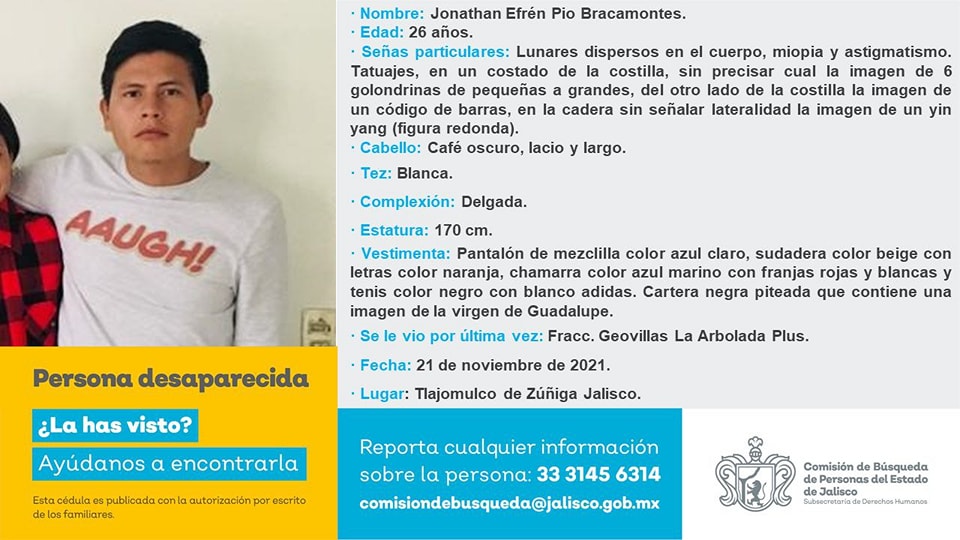 AAUGH!
Persona desaparecida
¿La has visto?
Ayúdanos a encontrarla
Esta cédula es publicada con la autorización por escrito
de los familiares.
· Nombre: Jonathan Efrén Pio Bracamontes.
· Edad: 26 años.
· Señas particulares: Lunares dispersos en el cuerpo, miopia y astigmatismo.
Tatuajes, en un costado de la costilla, sin precisar cual la imagen de 6
golondrinas de pequeñas a grandes, del otro lado de la costilla la imagen de
un código de barras, en la cadera sin señalar lateralidad la imagen de un yin
yang (figura redonda).
· Cabello: Café oscuro, lacio y largo.
· Tez: Blanca.
· Complexión: Delgada.
· Estatura: 170 cm.
· Vestimenta: Pantalón de mezclilla color azul claro, sudadera color beige con
letras color naranja, chamarra color azul marino con franjas rojas y blancas y
tenis color negro con blanco adidas. Cartera negra piteada que contiene una
imagen de la virgen de Guadalupe.
· Se le vio por última vez: Fracc. Geovillas La Arbolada Plus.
· Fecha: 21 de noviembre de 2021.
· Lugar: Tlajomulco de Zúñiga Jalisco.
Reporta cualquier información
sobre la persona: 33 3145 6314
comisiondebusqueda@jalisco.gob.mx
Comisión de Búsqueda
de Personas del Estado
de Jalisco
Subsecretaría de Derechos Humanos